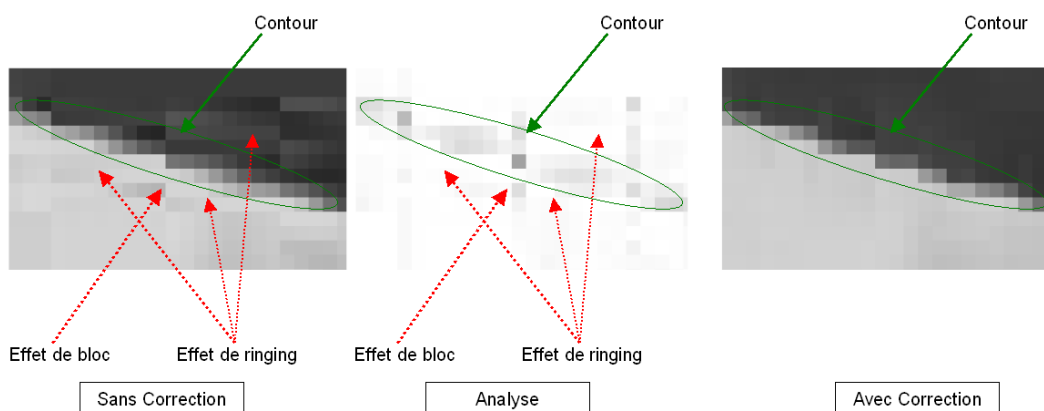 Contour
Contour
Contour
Effet de bloc
Effet de ringing
Effet de bloc
Effet de ringing
Sans Correction
Analyse
Avec Correction